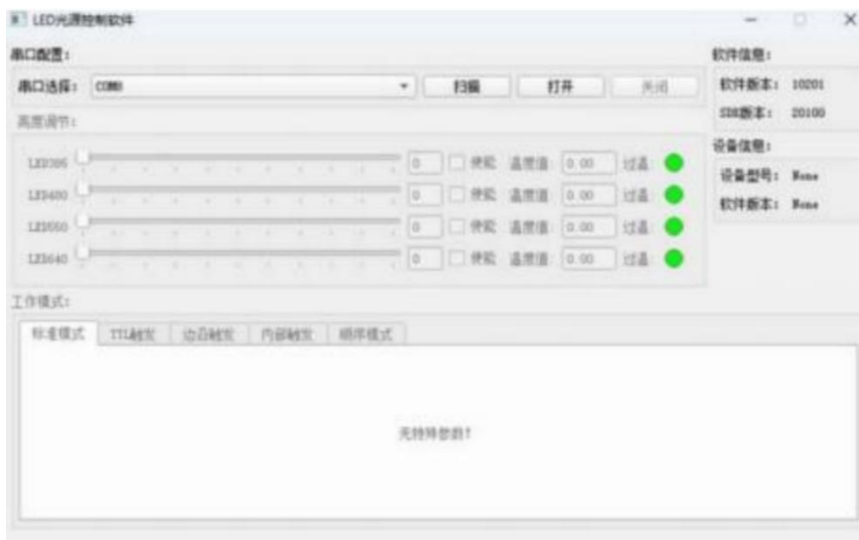 LED光源控制软件
串口配置：
串口选择： 扫描 打开 关闭
亮度调节：
0 使能 温度值: 0.00 过温:
LED480 0 使能 温度值: 0.00 过温:
0 使能 温度值: 0.00 过温:
LED640 0 使能 温度值: 0.00 过温:
工作模式:
标准模式 TTL触发 边沿触发 内部触发 顺序模式
无特殊参数!
软件信息：
软件版本： 10201
SDK版本： 20100
设备信息：
设备型号： None
软件版本： None